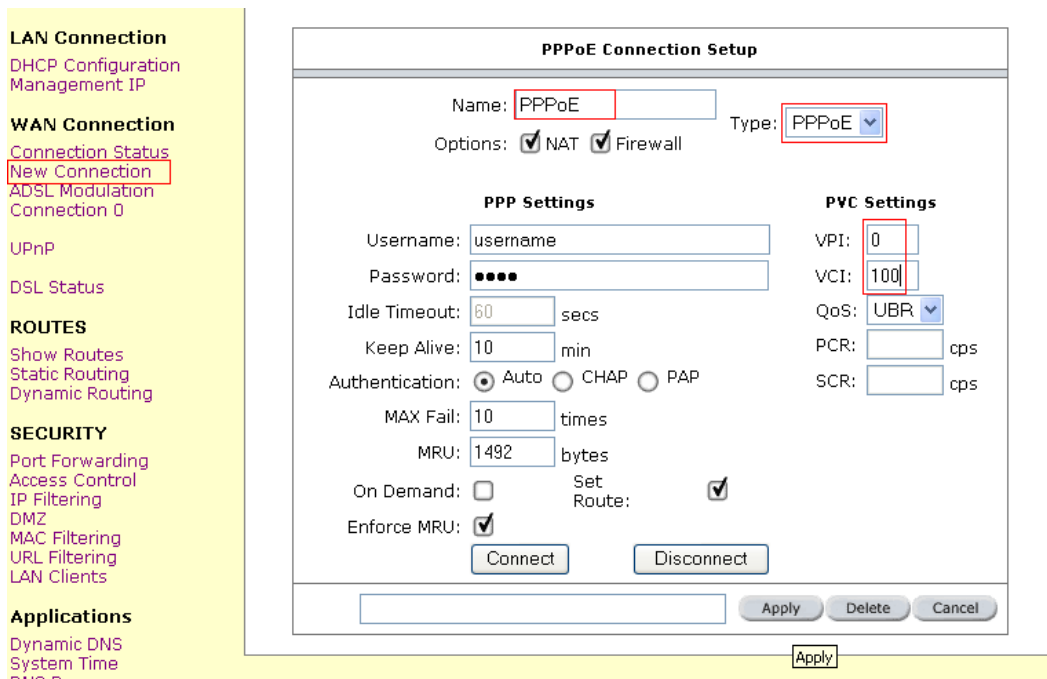 LAN Connection
DHCP Configuration
Management IP
WAN Connection
Connection Status
New Connection
ADSL Modulation
Connection 0
UPnP
DSL Status
ROUTES
Show Routes
Static Routing
Dynamic Routing
SECURITY
Port Forwarding
Access Control
IP Filtering
DMZ
MAC Filtering
URL Filtering
LAN Clients
Applications
Dynamic DNS
System Time
PPPoE Connection Setup
Name: PPPoE
Type: PPPoE
Options: NAT Firewall
PPP Settings
Username: username
Password: ●●●●
Idle Timeout: 60 secs
Keep Alive: 10 min
Authentication: Auto CHAP PAP
MAX Fail: 10 times
MRU: 1492 bytes
On Demand: Set Route:
Enforce MRU:
Connect Disconnect
PVC Settings
VPI: 0
VCI: 100
QoS: UBR
PCR: cps
SCR: cps
Apply Delete Cancel
Apply